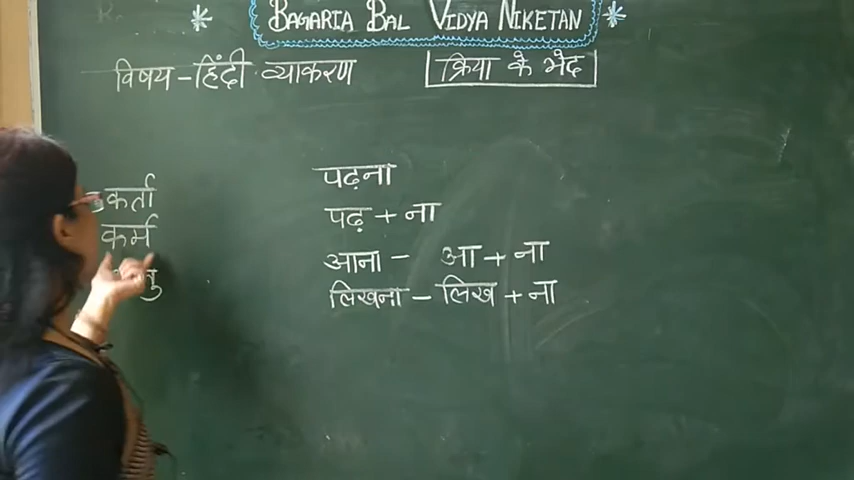 BAGARIA BAL VIDYA NIKETAN
विषय - हिंदी व्याकरण
क्रिया के भेद
कर्ता
कर्म
पढ़ना
पढ़ + ना
आना - आ + ना
लिखना - लिख + ना